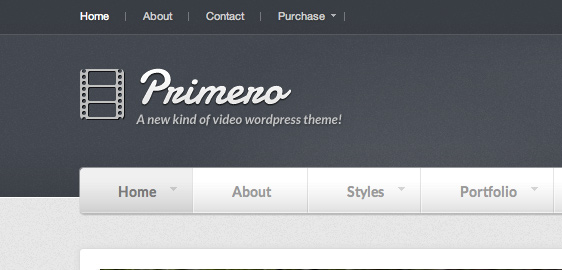 Home About Contact Purchase
Primero
A new kind of video wordpress theme!
Home About Styles Portfolio